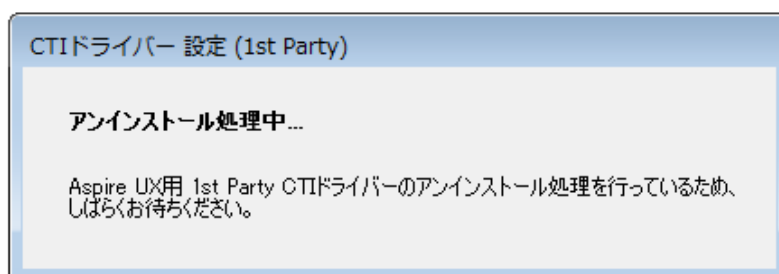 CTIドライバー 設定 (1st Party)
アンインストール処理中...
Aspire UX用 1st Party CTIドライバーのアンインストール処理を行っているため、
しばらくお待ちください。